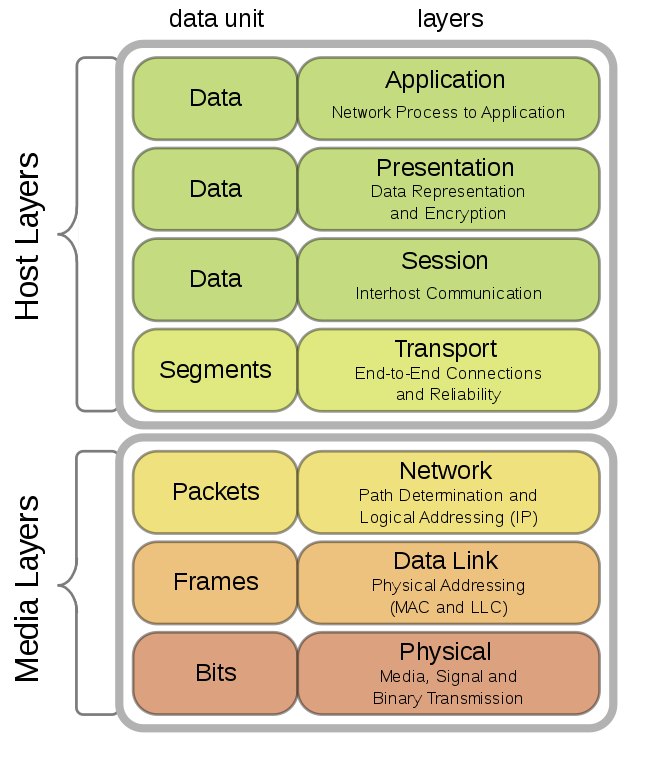 data unit
layers
Host Layers
Data
Application
Network Process to Application
Data
Presentation
Data Representation
and Encryption
Data
Session
Interhost Communication
Segments
Transport
End-to-End Connections
and Reliability
Media Layers
Packets
Network
Path Determination and
Logical Addressing (IP)
Frames
Data Link
Physical Addressing
(MAC and LLC)
Bits
Physical
Media, Signal and
Binary Transmission